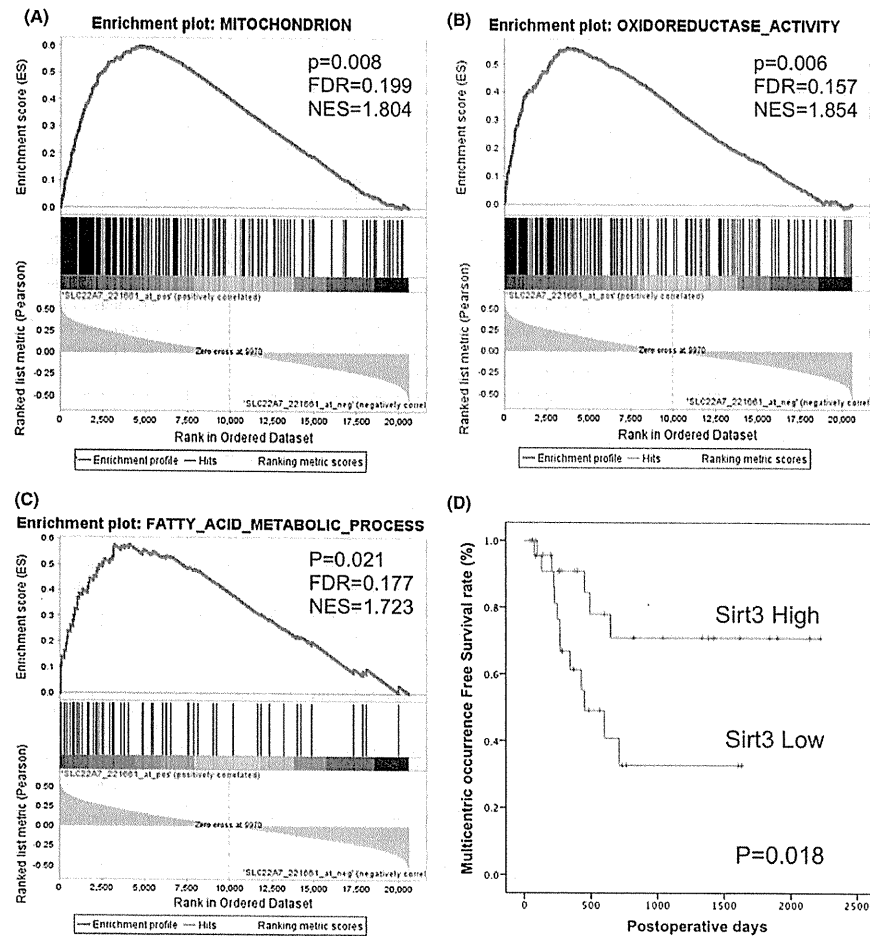 (A)
Enrichment plot: MITOCHONDRION
p=0.008
FDR=0.199
NES=1.804
Enrichment score (ES)
0.6
0.5
0.4
0.3
0.2
0.1
0.0
'SLC22A7_221661_at_pos' (positively correlated)
Ranked list metric (Pearson)
0.50
0.25
0.00
-0.25
-0.50
Zero cross at 9970
'SLC22A7_221661_at_neg' (negatively correl
0
2,500
5,000
7,500
10,000
12,500
15,000
17,500
20,000
Rank in Ordered Dataset
Enrichment profile
Hits
Ranking metric scores
(B)
Enrichment plot: OXIDOREDUCTASE_ACTIVITY
p=0.006
FDR=0.157
NES=1.854
Enrichment score (ES)
0.5
0.4
0.3
0.2
0.1
0.0
'SLC22A7_221661_at_pos' (positively correlated)
Ranked list metric (Pearson)
0.50
0.25
0.00
-0.25
-0.50
Zero cross at 9970
'SLC22A7_221661_at_neg' (negatively correl
0
2,500
5,000
7,500
10,000
12,500
15,000
17,500
20,000
Rank in Ordered Dataset
Enrichment profile
Hits
Ranking metric scores
(C)
Enrichment plot: FATTY_ACID_METABOLIC_PROCESS
P=0.021
FDR=0.177
NES=1.723
Enrichment score (ES)
0.6
0.5
0.4
0.3
0.2
0.1
0.0
'SLC22A7_221661_at_pos' (positively correlated)
Ranked list metric (Pearson)
0.50
0.25
0.00
-0.25
-0.50
Zero cross at 9970
'SLC22A7_221661_at_neg' (negatively correl
0
2,500
5,000
7,500
10,000
12,500
15,000
17,500
20,000
Rank in Ordered Dataset
Enrichment profile
Hits
Ranking metric scores
(D)
Multicentric occurrence Free Survival rate (%)
1.0
0.8
0.6
0.4
0.2
0.0
Sirt3 High
Sirt3 Low
P=0.018
0
500
1000
1500
2000
2500
Postoperative days